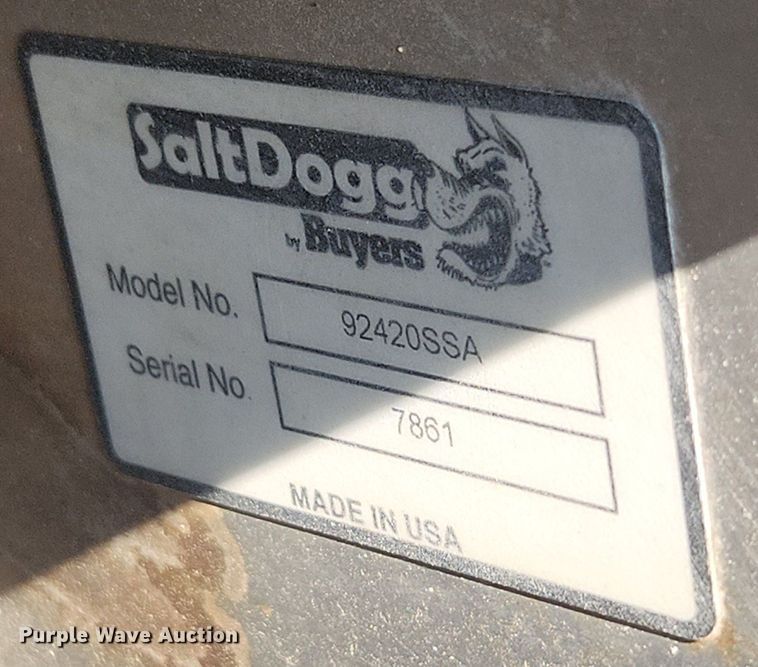 SaltDogg
by Buyers
Model No. 92420SSA
Serial No. 7861
MADE IN USA
Purple Wave Auction